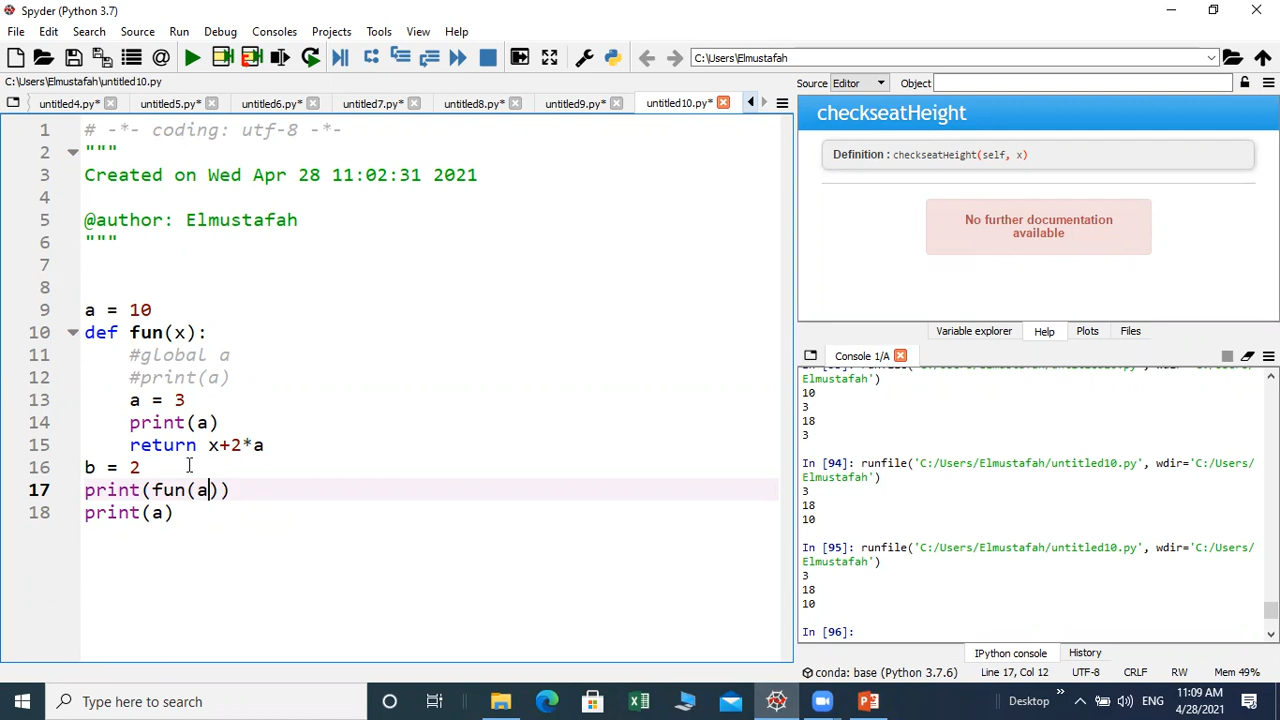 Spyder (Python 3.7)
File Edit Search Source Run Debug Consoles Projects Tools View Help
C:\Users\Elmustafah
C:\Users\Elmustafah\untitled10.py
untitled4.py* untitled5.py* untitled6.py* untitled7.py* untitled8.py* untitled9.py* untitled10.py*
1 # -*- coding: utf-8 -*-
2 """
3 Created on Wed Apr 28 11:02:31 2021
4
5 @author: Elmustafah
6 """
7
8
9 a = 10
10 def fun(x):
11 #global a
12 #print(a)
13 a = 3
14 print(a)
15 return x+2*a
16 b = 2
17 print(fun(a))
18 print(a)
Source Editor Object
checkseatHeight
Definition : checkseatHeight(self, x)
No further documentation
available
Variable explorer Help Plots Files
Console 1/A
Elmustafah')
10
3
18
3
In [94]: runfile('C:/Users/Elmustafah/untitled10.py', wdir='C:/Users/
Elmustafah')
3
18
10
In [95]: runfile('C:/Users/Elmustafah/untitled10.py', wdir='C:/Users/
Elmustafah')
3
18
10
In [96]:
IPython console History
conda: base (Python 3.7.6) Line 17, Col 12 UTF-8 CRLF RW Mem 49%
Type here to search
Desktop ENG 11:09 AM
4/28/2021